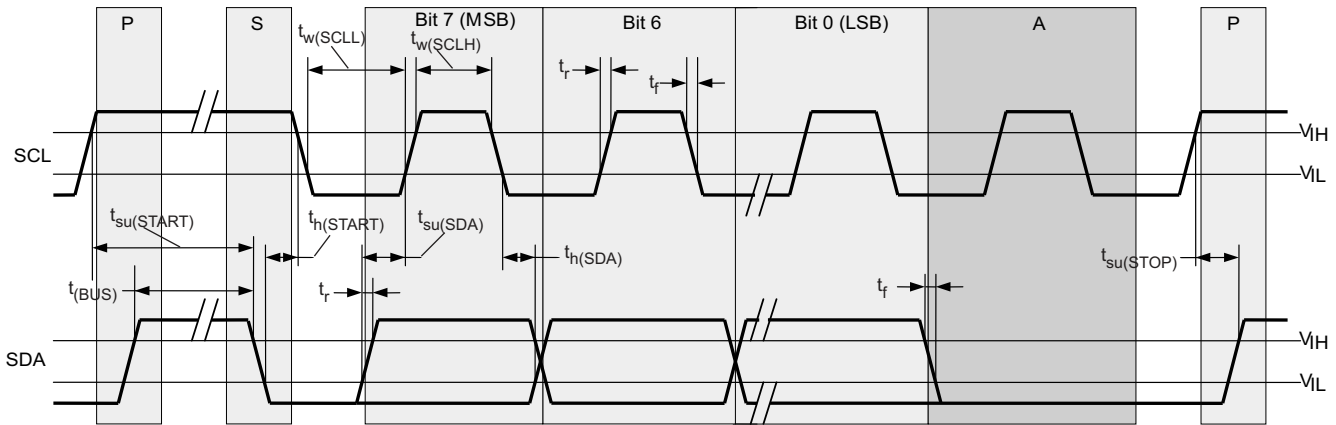 P S Bit 7 (MSB) Bit 6 Bit 0 (LSB) A P
tw(SCLL) tw(SCLH)
tr tf
SCL VIH
VIL
tsu(START) th(START) tsu(SDA) th(SDA) tsu(STOP)
t(BUS) tr tf
SDA VIH
VIL